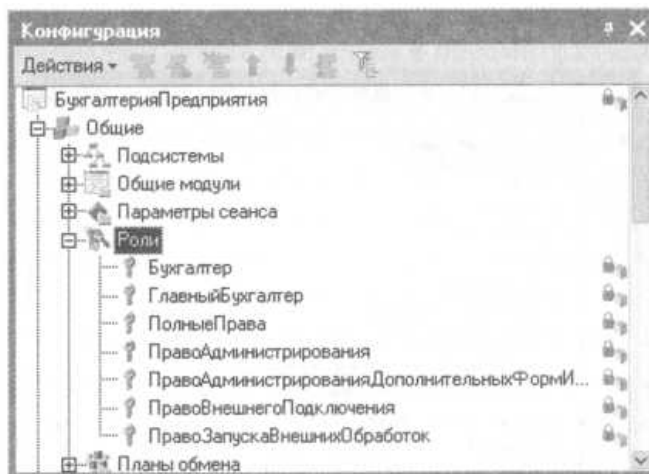 Конфигурация
Действия
БухгалтерияПредприятия
Общие
Подсистемы
Общие модули
Параметры сеанса
Роли
Бухгалтер
ГлавныйБухгалтер
ПолныеПрава
ПравоАдминистрирования
ПравоАдминистрированияДополнительныхФормИ...
ПравоВнешнегоПодключения
ПравоЗапускаВнешнихОбработок
Планы обмена